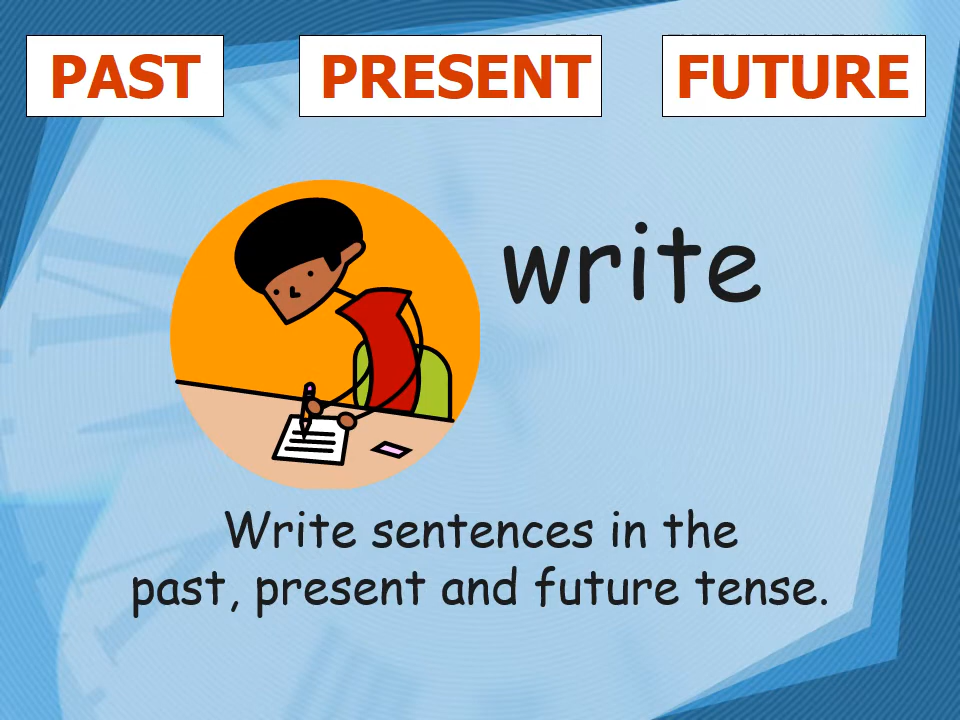 PAST PRESENT FUTURE
write
Write sentences in the
past, present and future tense.